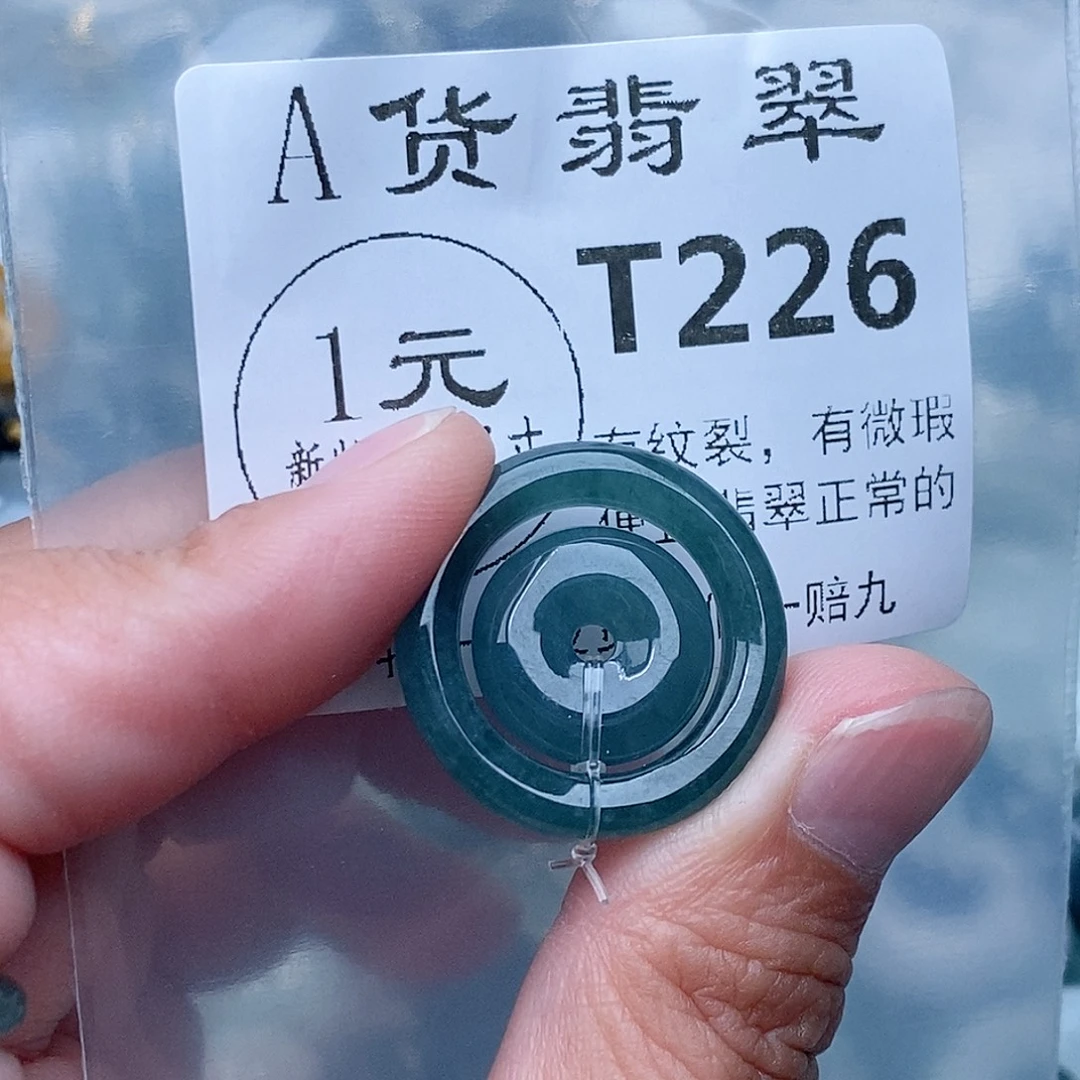 A货翡翠
T226
1元
新
纹裂，有微瑕
翡翠正常的
一赔九